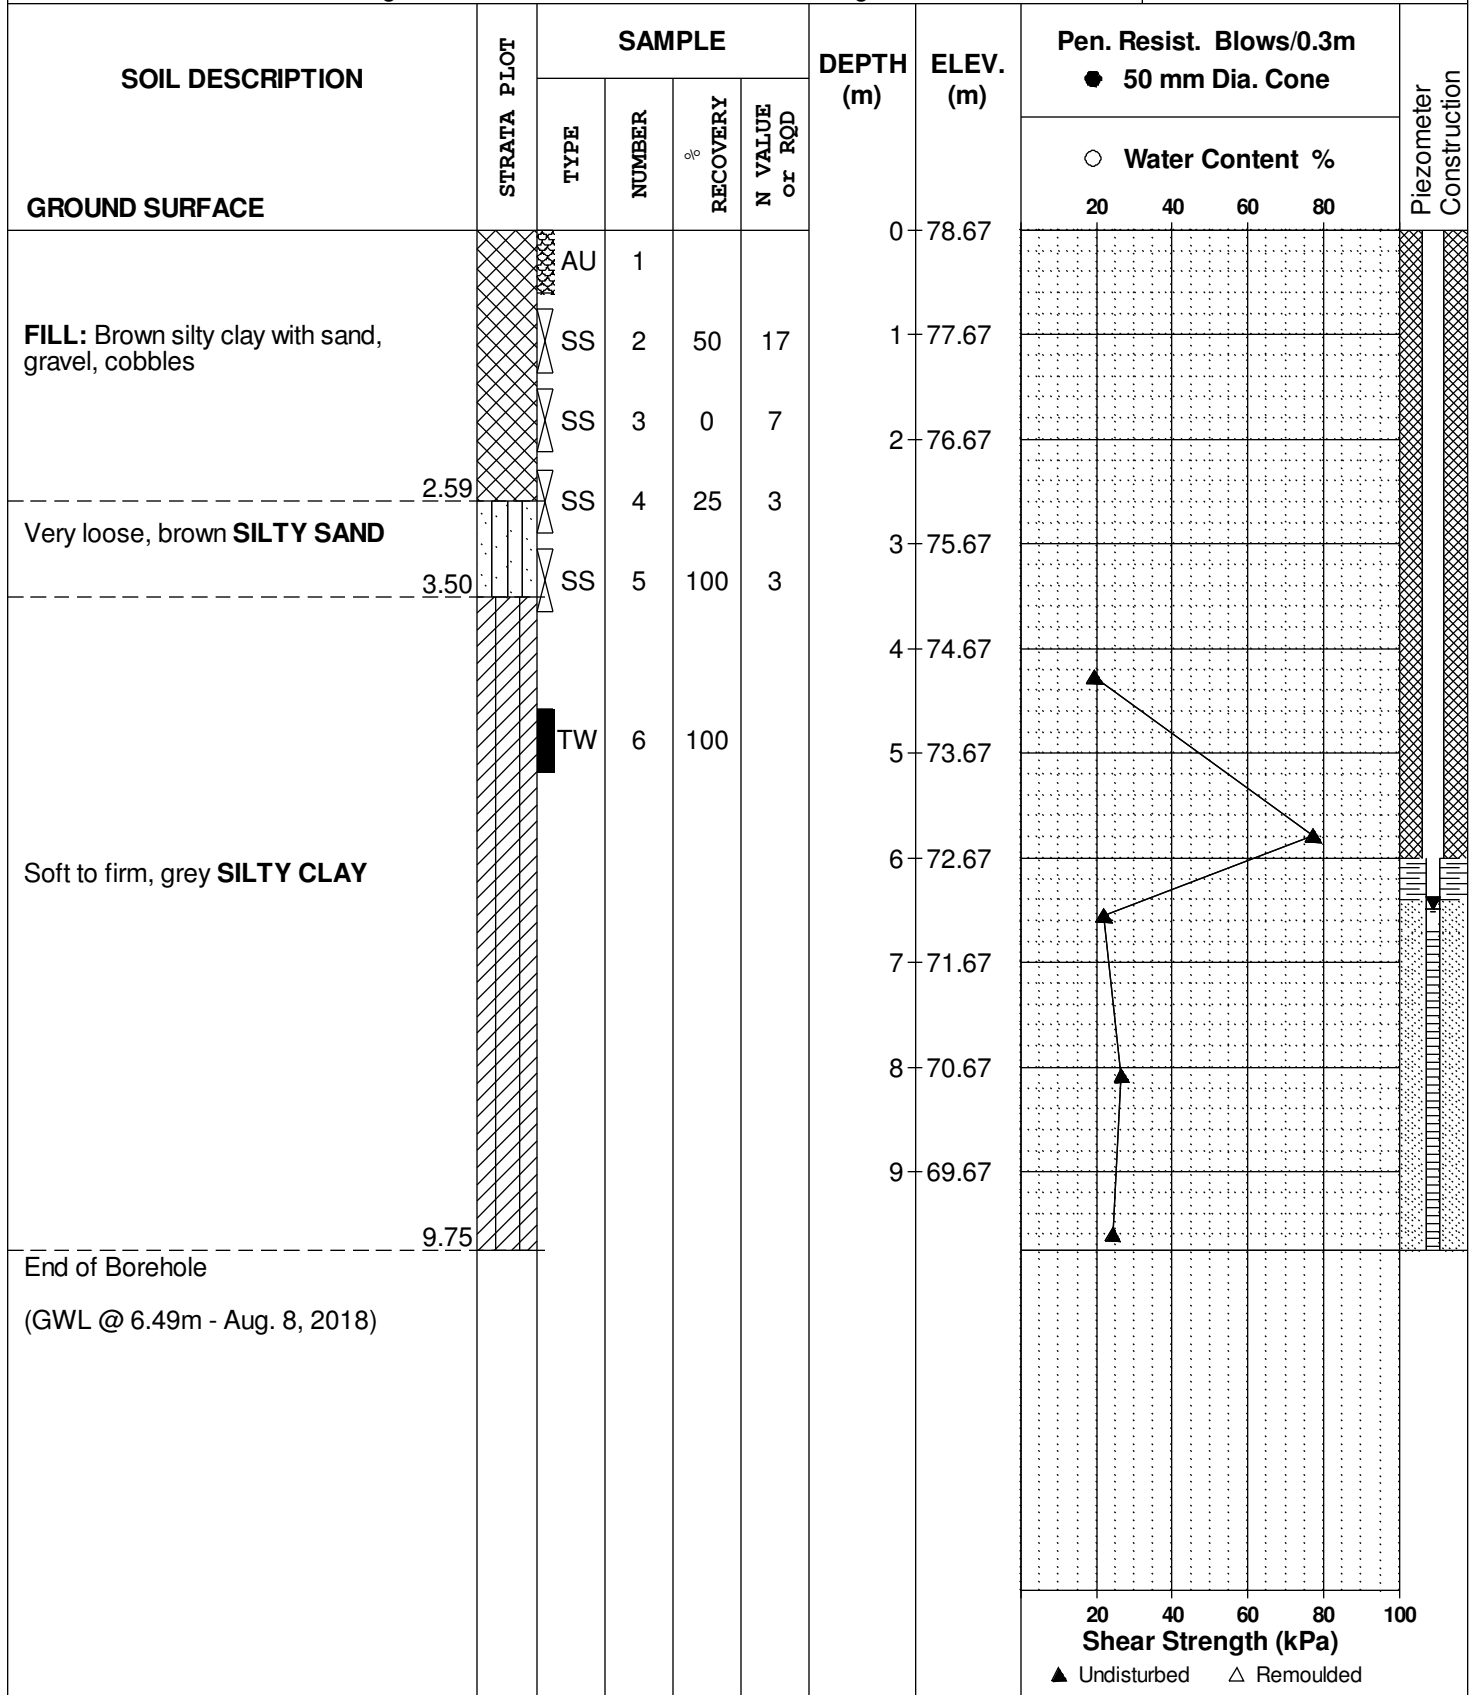 SOIL DESCRIPTION
GROUND SURFACE
STRATA PLOT
SAMPLE
TYPE
NUMBER
%
RECOVERY
N VALUE
or RQD
DEPTH
(m)
ELEV.
(m)
Pen. Resist. Blows/0.3m
● 50 mm Dia. Cone
○ Water Content %
20 40 60 80
Piezometer
Construction
0 78.67
AU 1
FILL: Brown silty clay with sand,
gravel, cobbles
SS 2 50 17
1 77.67
SS 3 0 7
2 76.67
2.59
SS 4 25 3
Very loose, brown SILTY SAND
3 75.67
3.50
SS 5 100 3
4 74.67
TW 6 100
5 73.67
6 72.67
Soft to firm, grey SILTY CLAY
7 71.67
8 70.67
9 69.67
9.75
End of Borehole
(GWL @ 6.49m - Aug. 8, 2018)
20 40 60 80 100
Shear Strength (kPa)
▲ Undisturbed △ Remoulded